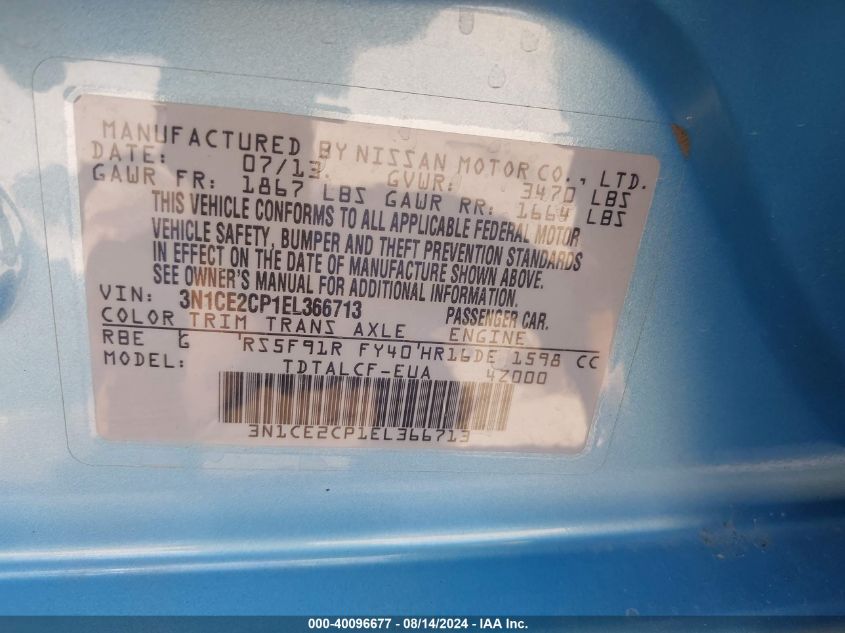 MANUFACTURED BY NISSAN MOTOR CO., LTD.
DATE: 07/13 GVWR: 3470 LBS
GAWR FR: 1867 LBS GAWR RR: 1664 LBS
THIS VEHICLE CONFORMS TO ALL APPLICABLE FEDERAL MOTOR
VEHICLE SAFETY, BUMPER AND THEFT PREVENTION STANDARDS
IN EFFECT ON THE DATE OF MANUFACTURE SHOWN ABOVE.
SEE OWNER'S MANUAL FOR ADDITIONAL INFORMATION.
VIN: 3N1CE2CP1EL366713 PASSENGER CAR.
COLOR TRIM TRANS AXLE ENGINE
RBE G 'RS5F91R FY40'HR16DE 1598 CC
MODEL: TDTALCF-EUA 4Z000
3N1CE2CP1EL366713
000-40096677 - 08/14/2024 - IAA Inc.